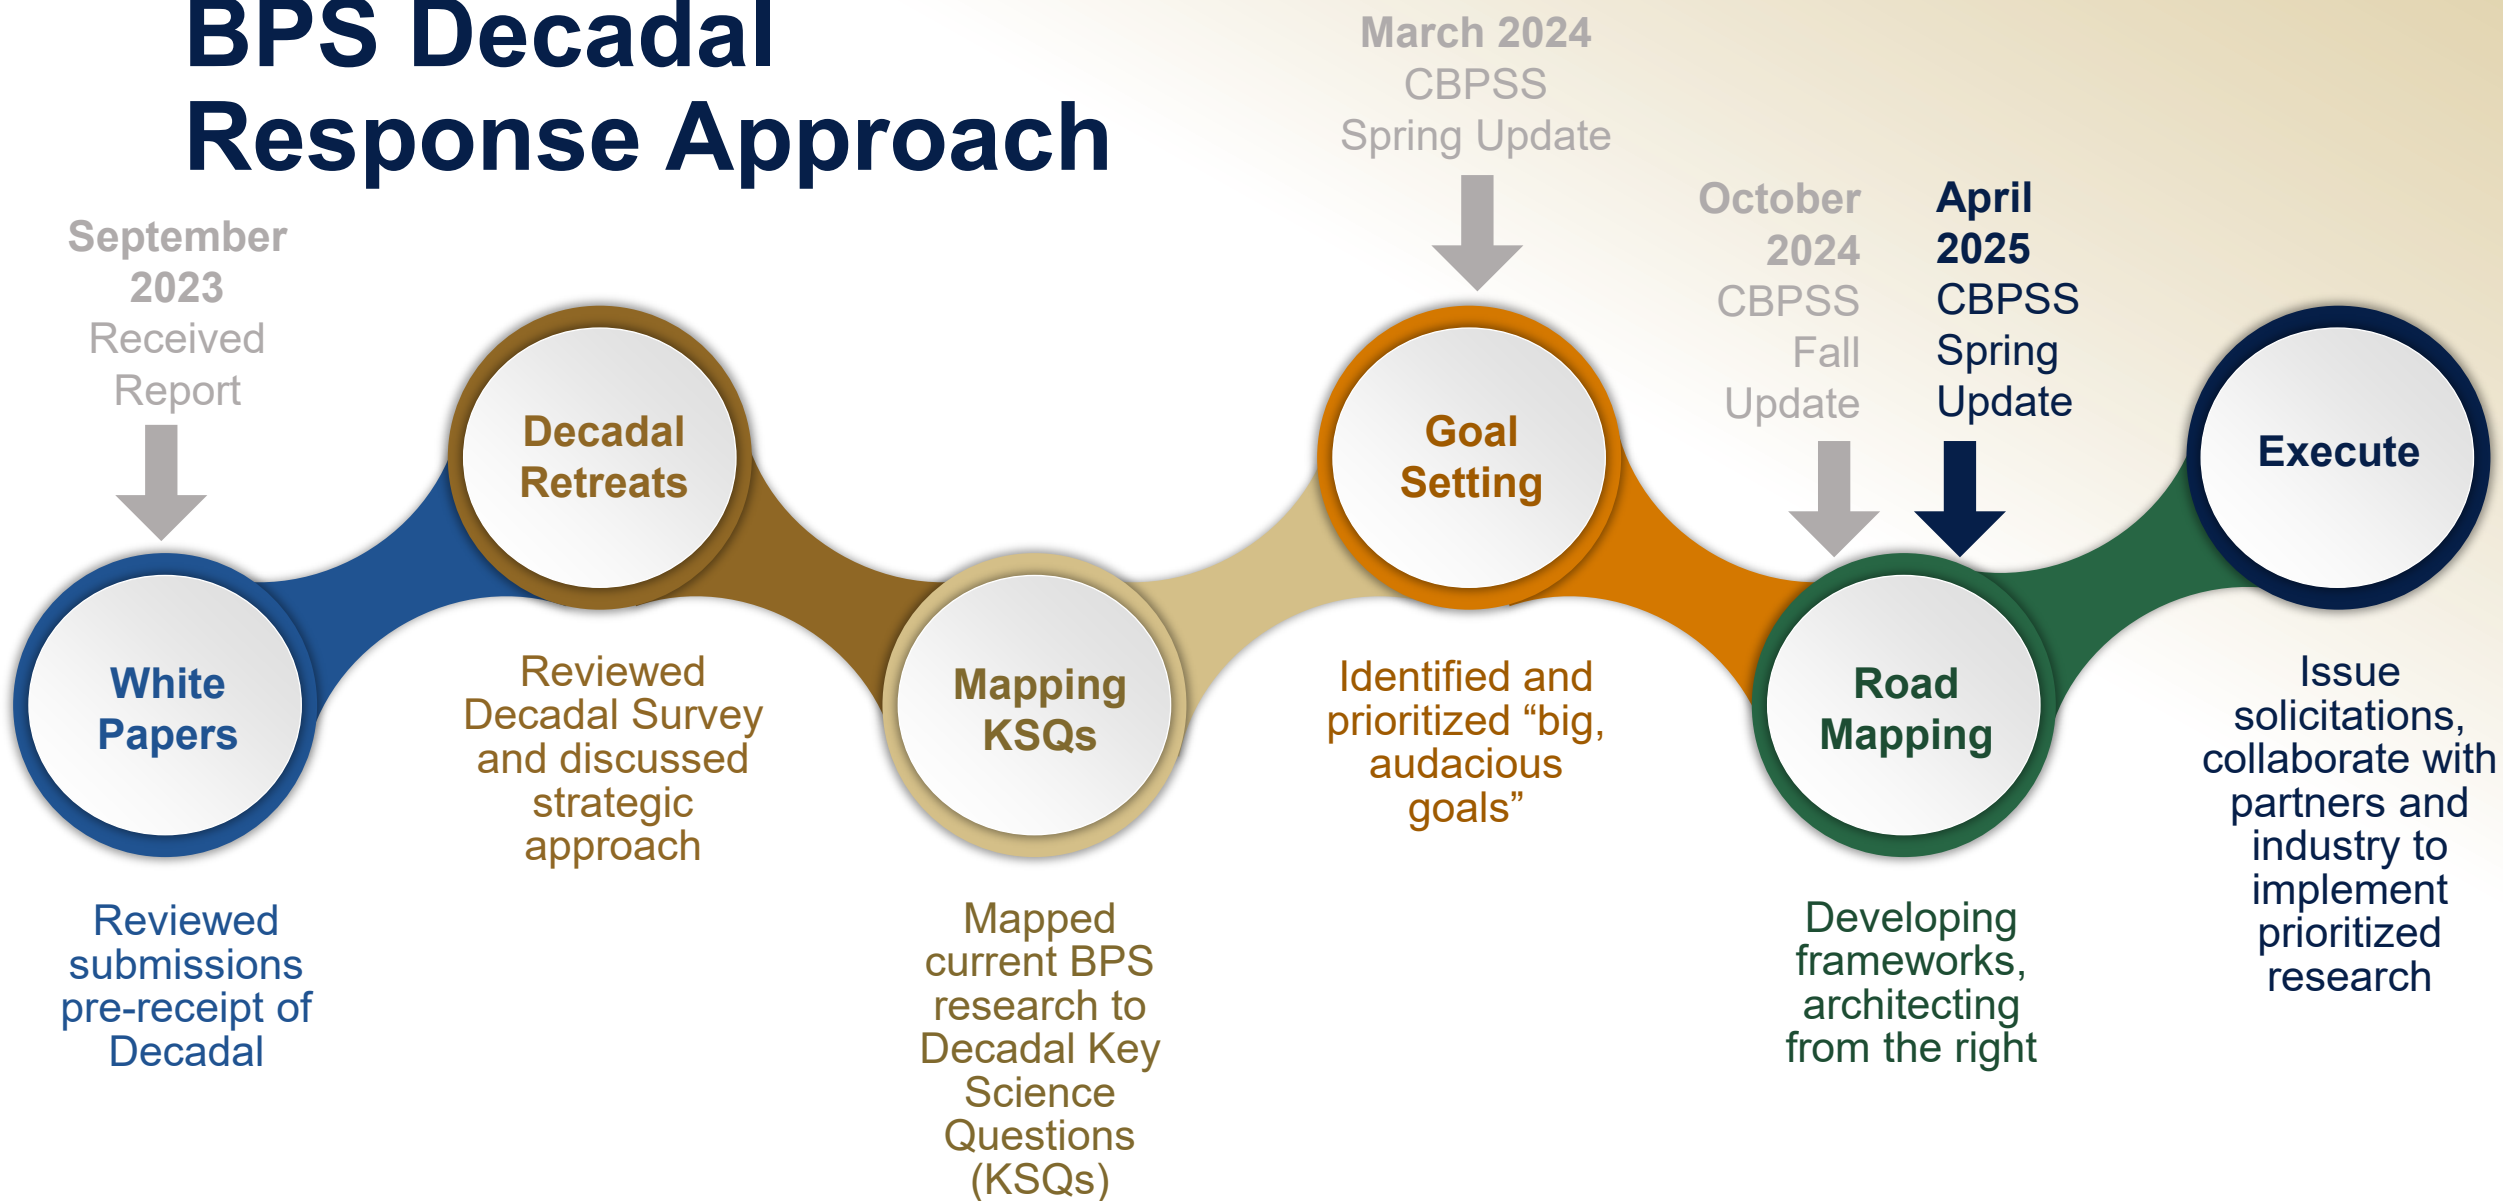 BPS Decadal
Response Approach
September
2023
Received
Report
March 2024
CBPSS
Spring Update
October
2024
CBPSS
Fall
Update
April
2025
CBPSS
Spring
Update
White
Papers
Reviewed
submissions
pre-receipt of
Decadal
Decadal
Retreats
Reviewed
Decadal Survey
and discussed
strategic
approach
Mapping
KSQs
Mapped
current BPS
research to
Decadal Key
Science
Questions
(KSQs)
Goal
Setting
Identified and
prioritized “big,
audacious
goals”
Road
Mapping
Developing
frameworks,
architecting
from the right
Execute
Issue
solicitations,
collaborate with
partners and
industry to
implement
prioritized
research